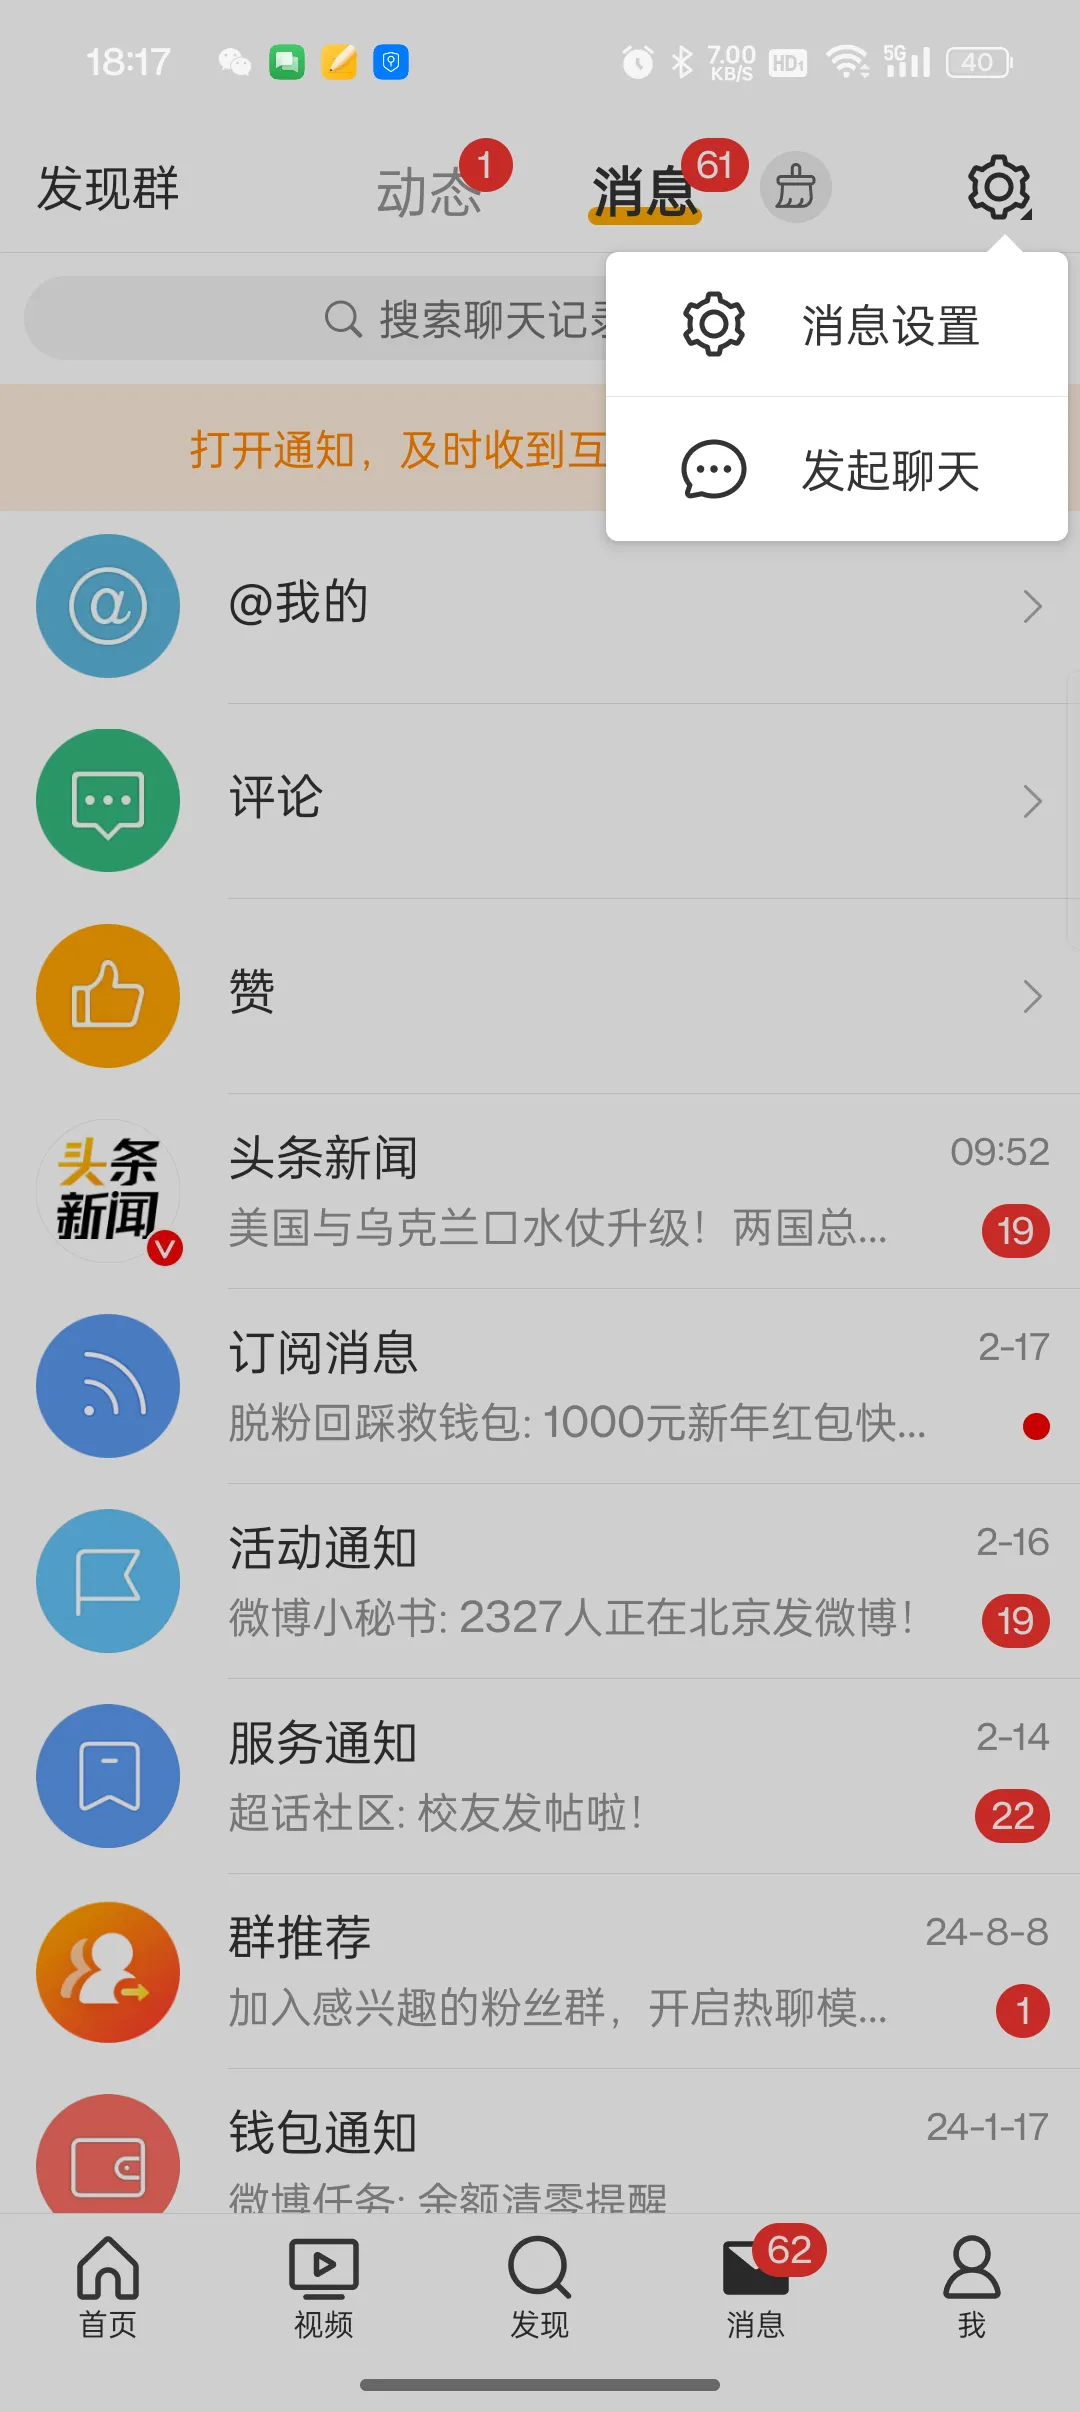 18:17
7.00
KB/S
HD1
5G
40
发现群
动态
1
消息
61
搜索聊天记
消息设置
发起聊天
打开通知，及时收到互
@我的
评论
赞
头条
新闻
V
头条新闻
09:52
美国与乌克兰口水仗升级！两国总...
19
订阅消息
2-17
脱粉回踩救钱包: 1000元新年红包快...
活动通知
2-16
微博小秘书: 2327人正在北京发微博！
19
服务通知
2-14
超话社区: 校友发帖啦！
22
群推荐
24-8-8
加入感兴趣的粉丝群，开启热聊模...
1
钱包通知
24-1-17
微博任务: 余额清零提醒
首页
视频
发现
62
消息
我